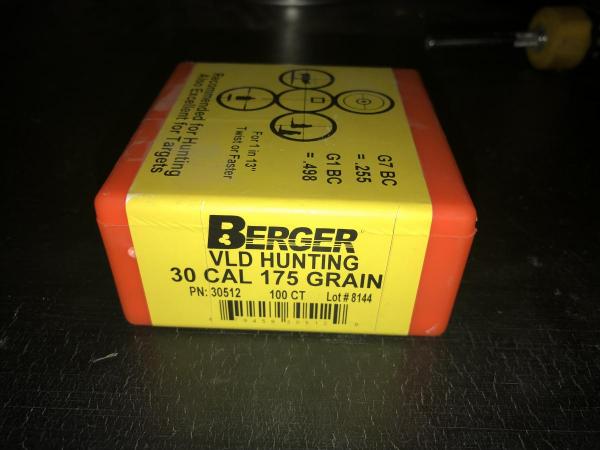 Recommended for Hunting
Also Excellent for Targets
For 1 in 13"
Twist or Faster
G7 BC
= .255
G1 BC
= .498
BERGER
VLD HUNTING
30 CAL 175 GRAIN
PN: 30512 100 CT Lot # 8144